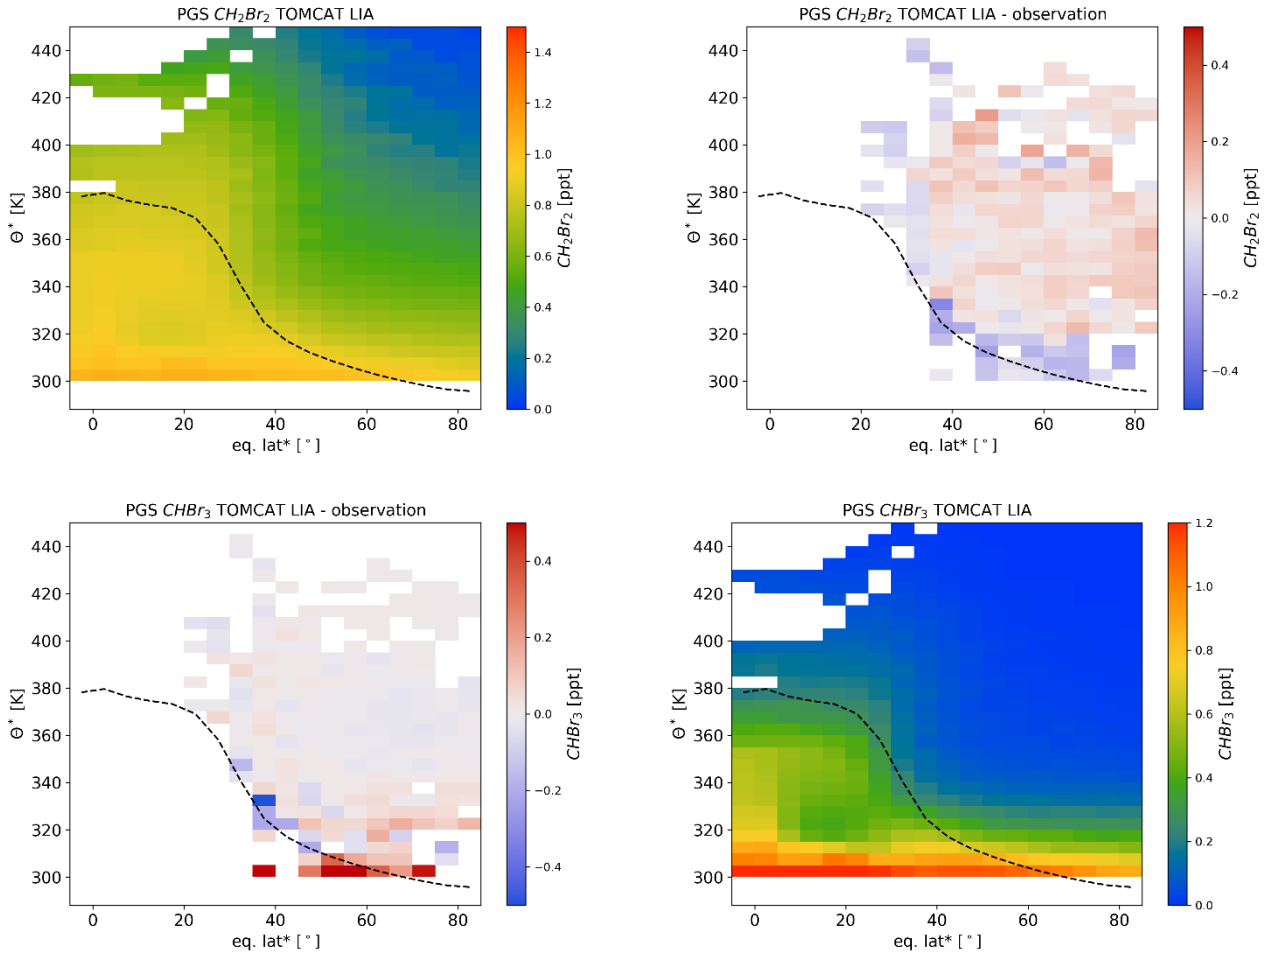 PGS CH₂Br₂ TOMCAT LIA
440
420
400
380
360
340
320
300
Θ* [K]
0 20 40 60 80
eq. lat* [°]
1.4
1.2
1.0
0.8
0.6
0.4
0.2
0.0
CH₂Br₂ [ppt]
PGS CH₂Br₂ TOMCAT LIA - observation
440
420
400
380
360
340
320
300
Θ* [K]
0 20 40 60 80
eq. lat* [°]
0.4
0.2
0.0
−0.2
−0.4
CH₂Br₂ [ppt]
PGS CHBr₃ TOMCAT LIA - observation
440
420
400
380
360
340
320
300
Θ* [K]
0 20 40 60 80
eq. lat* [°]
0.4
0.2
0.0
−0.2
−0.4
CHBr₃ [ppt]
PGS CHBr₃ TOMCAT LIA
440
420
400
380
360
340
320
300
Θ* [K]
0 20 40 60 80
eq. lat* [°]
1.2
1.0
0.8
0.6
0.4
0.2
0.0
CHBr₃ [ppt]